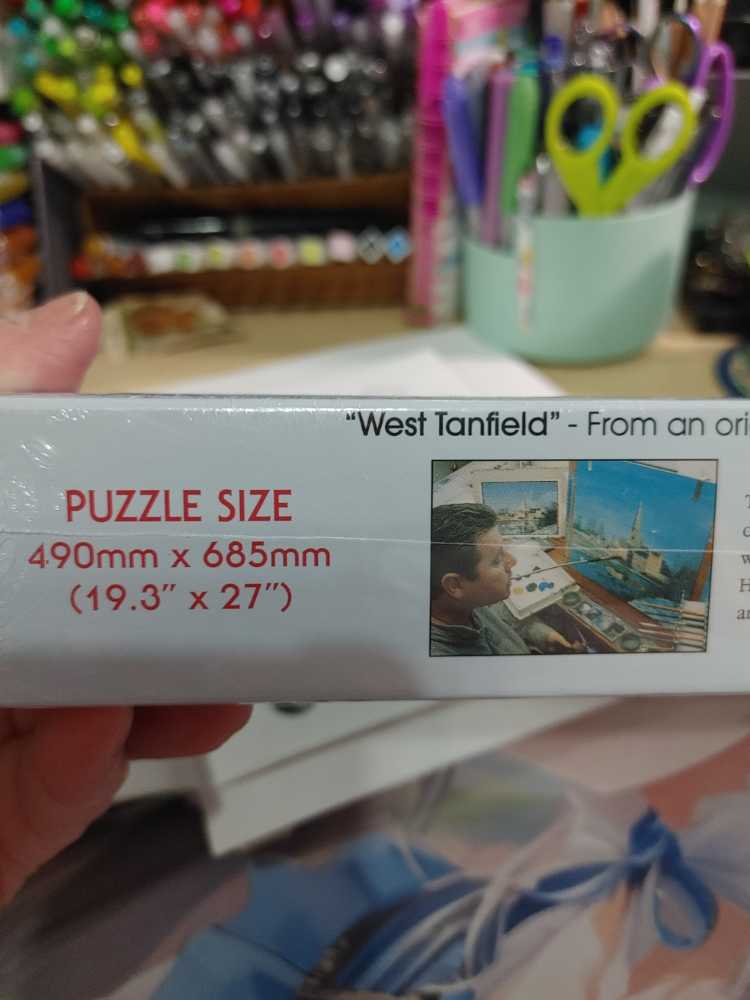 "West Tanfield" - From an ori
PUZZLE SIZE
490mm x 685mm
(19.3" x 27")